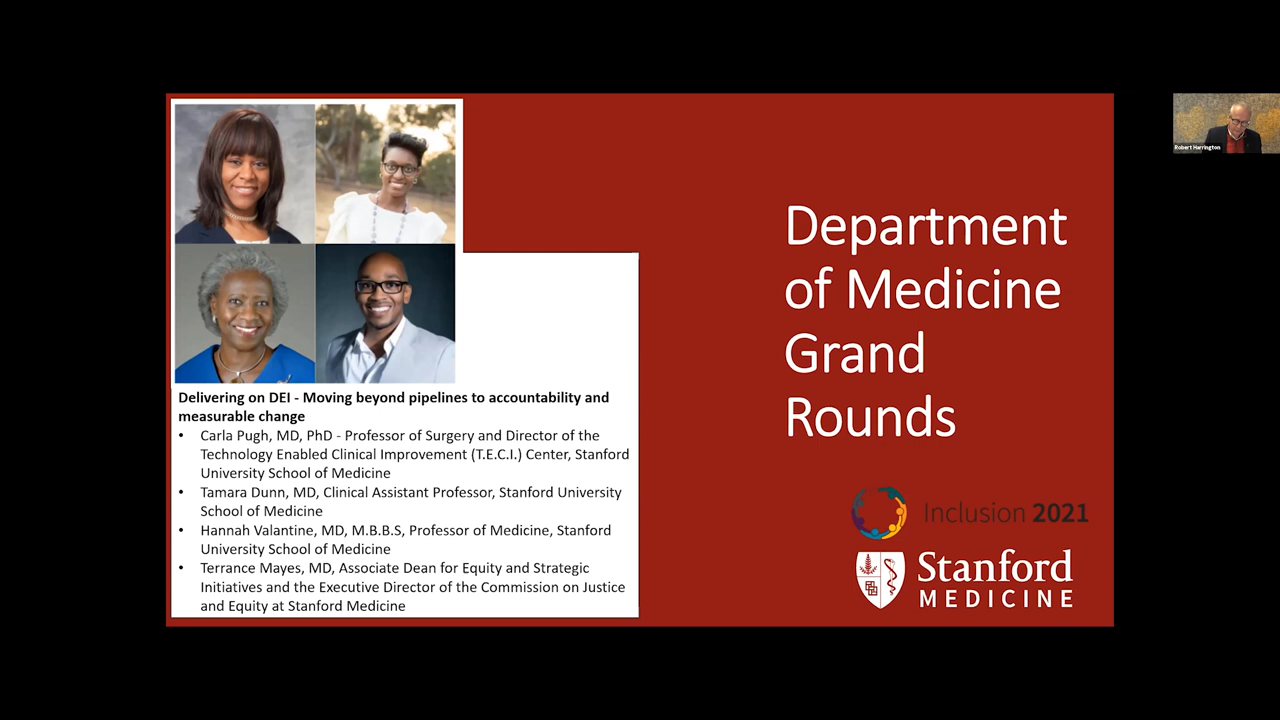 Delivering on DEI - Moving beyond pipelines to accountability and
measurable change
• Carla Pugh, MD, PhD - Professor of Surgery and Director of the
Technology Enabled Clinical Improvement (T.E.C.I.) Center, Stanford
University School of Medicine
• Tamara Dunn, MD, Clinical Assistant Professor, Stanford University
School of Medicine
• Hannah Valantine, MD, M.B.B.S, Professor of Medicine, Stanford
University School of Medicine
• Terrance Mayes, MD, Associate Dean for Equity and Strategic
Initiatives and the Executive Director of the Commission on Justice
and Equity at Stanford Medicine
Department
of Medicine
Grand
Rounds
Inclusion 2021
Stanford
MEDICINE
Robert Harrington